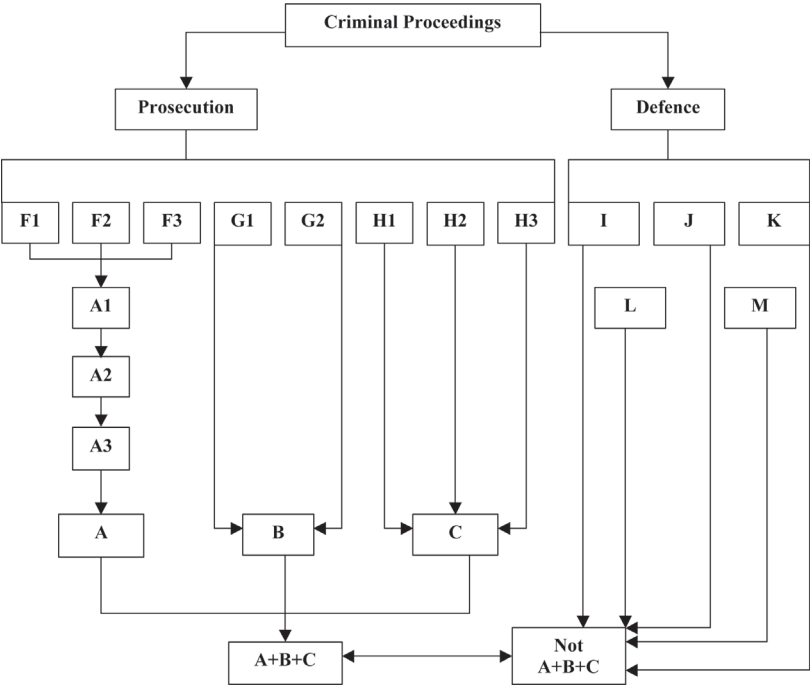 Criminal Proceedings
Prosecution
Defence
F1
F2
F3
G1
G2
H1
H2
H3
I
J
K
A1
L
M
A2
A3
A
B
C
A+B+C
Not
A+B+C